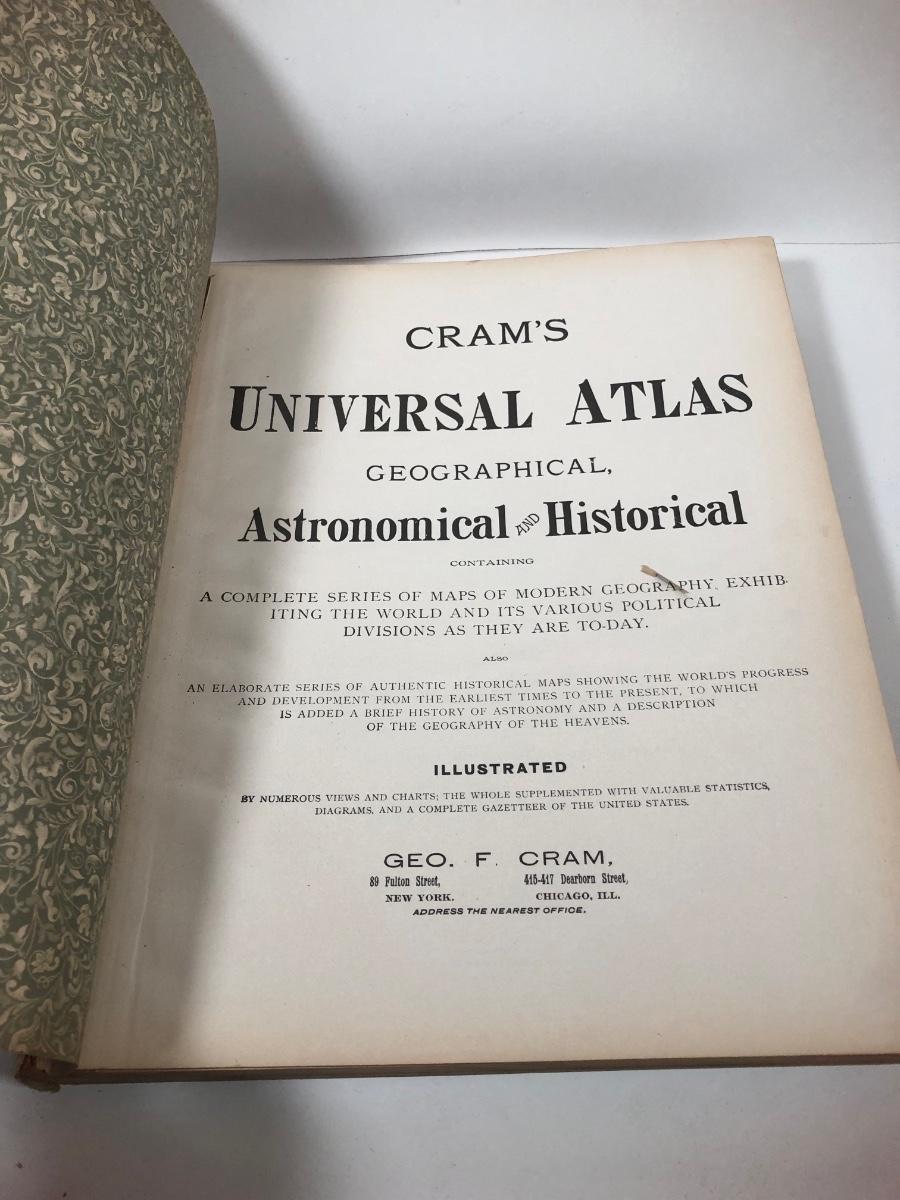 CRAM'S
UNIVERSAL ATLAS
GEOGRAPHICAL,
Astronomical AND Historical
CONTAINING
A COMPLETE SERIES OF MAPS OF MODERN GEOGRAPHY, EXHIB-
ITING THE WORLD AND ITS VARIOUS POLITICAL
DIVISIONS AS THEY ARE TO-DAY.
ALSO
AN ELABORATE SERIES OF AUTHENTIC HISTORICAL MAPS SHOWING THE WORLD'S PROGRESS
AND DEVELOPMENT FROM THE EARLIEST TIMES TO THE PRESENT, TO WHICH
IS ADDED A BRIEF HISTORY OF ASTRONOMY AND A DESCRIPTION
OF THE GEOGRAPHY OF THE HEAVENS.
ILLUSTRATED
BY NUMEROUS VIEWS AND CHARTS; THE WHOLE SUPPLEMENTED WITH VALUABLE STATISTICS,
DIAGRAMS, AND A COMPLETE GAZETTEER OF THE UNITED STATES.
GEO. F. CRAM,
89 Fulton Street, 415-417 Dearborn Street,
NEW YORK. CHICAGO, ILL.
ADDRESS THE NEAREST OFFICE.